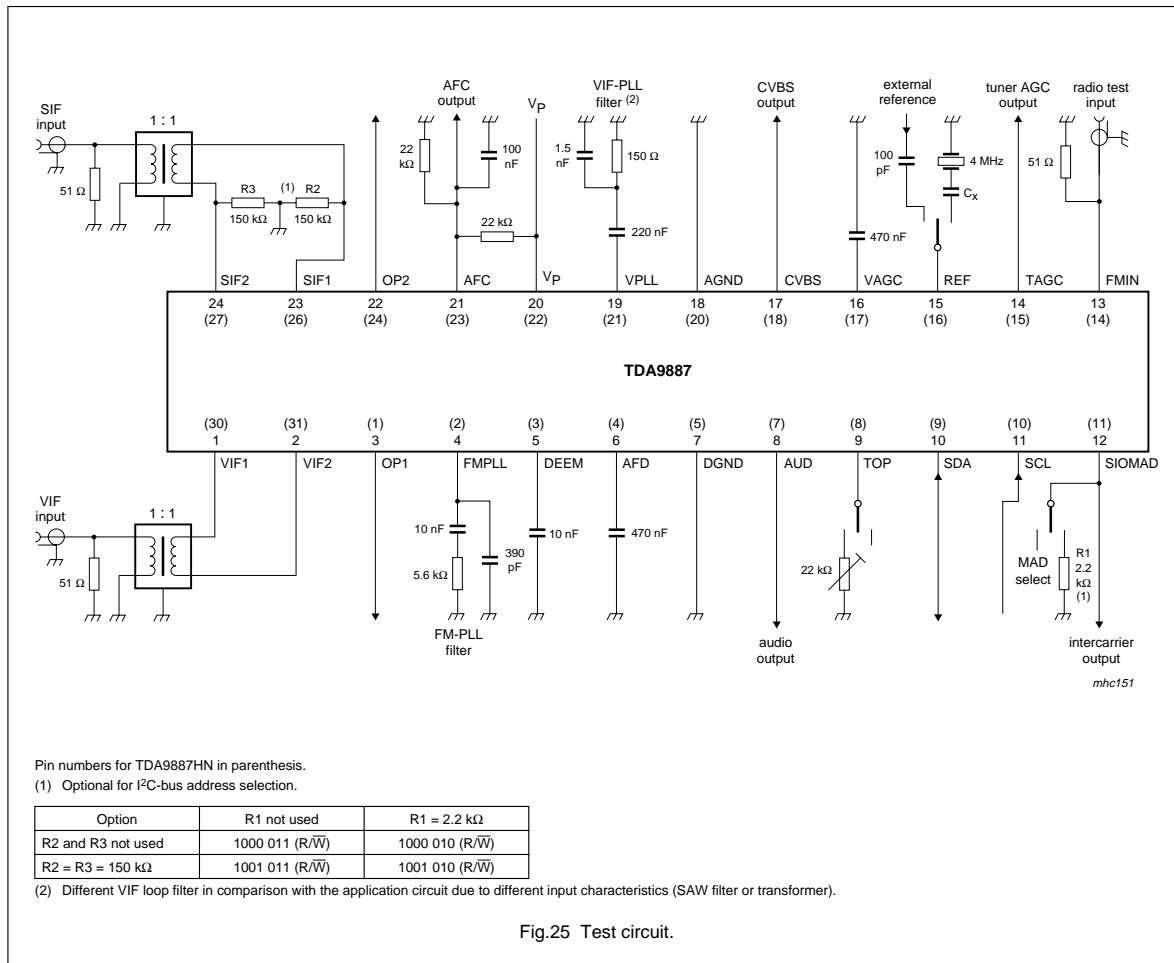 SIF
input
1 : 1
51 Ω
R3
150 kΩ
(1)
R2
150 kΩ
AFC
output
22
kΩ
100
nF
VP
22 kΩ
VP
VIF-PLL
filter (2)
1.5
nF
150 Ω
220 nF
CVBS
output
external
reference
100
pF
4 MHz
Cx
470 nF
tuner AGC
output
radio test
input
51 Ω
SIF2 SIF1 OP2 AFC VPLL AGND CVBS VAGC REF TAGC FMIN
24 23 22 21 20 19 18 17 16 15 14 13
(27) (26) (24) (23) (22) (21) (20) (18) (17) (16) (15) (14)
TDA9887
(30) (31) (1) (2) (3) (4) (5) (7) (8) (9) (10) (11)
1 2 3 4 5 6 7 8 9 10 11 12
VIF1 VIF2 OP1 FMPLL DEEM AFD DGND AUD TOP SDA SCL SIOMAD
VIF
input
1 : 1
51 Ω
10 nF
5.6 kΩ
390
pF
FM-PLL
filter
10 nF
470 nF
audio
output
22 kΩ
MAD
select
R1
2.2
kΩ
(1)
intercarrier
output
mhc151
Pin numbers for TDA9887HN in parenthesis.
(1) Optional for I²C-bus address selection.
Option R1 not used R1 = 2.2 kΩ
R2 and R3 not used 1000 011 (R/W̅) 1000 010 (R/W̅)
R2 = R3 = 150 kΩ 1001 011 (R/W̅) 1001 010 (R/W̅)
(2) Different VIF loop filter in comparison with the application circuit due to different input characteristics (SAW filter or transformer).
Fig.25 Test circuit.